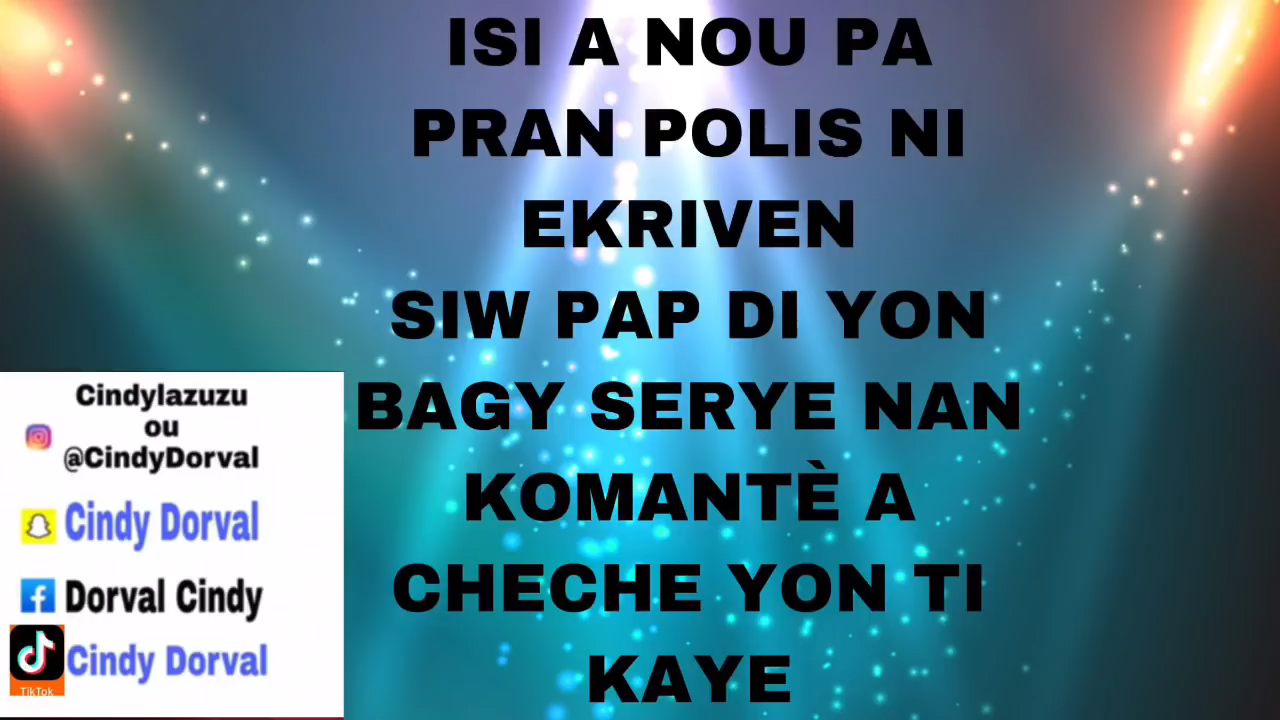 ISI A NOU PA
PRAN POLIS NI
EKRIVEN
SIW PAP DI YON
BAGY SERYE NAN
KOMANTÈ A
CHECHE YON TI
KAYE
Cindylazuzu
ou
@CindyDorval
Cindy Dorval
Dorval Cindy
Cindy Dorval
TikTok